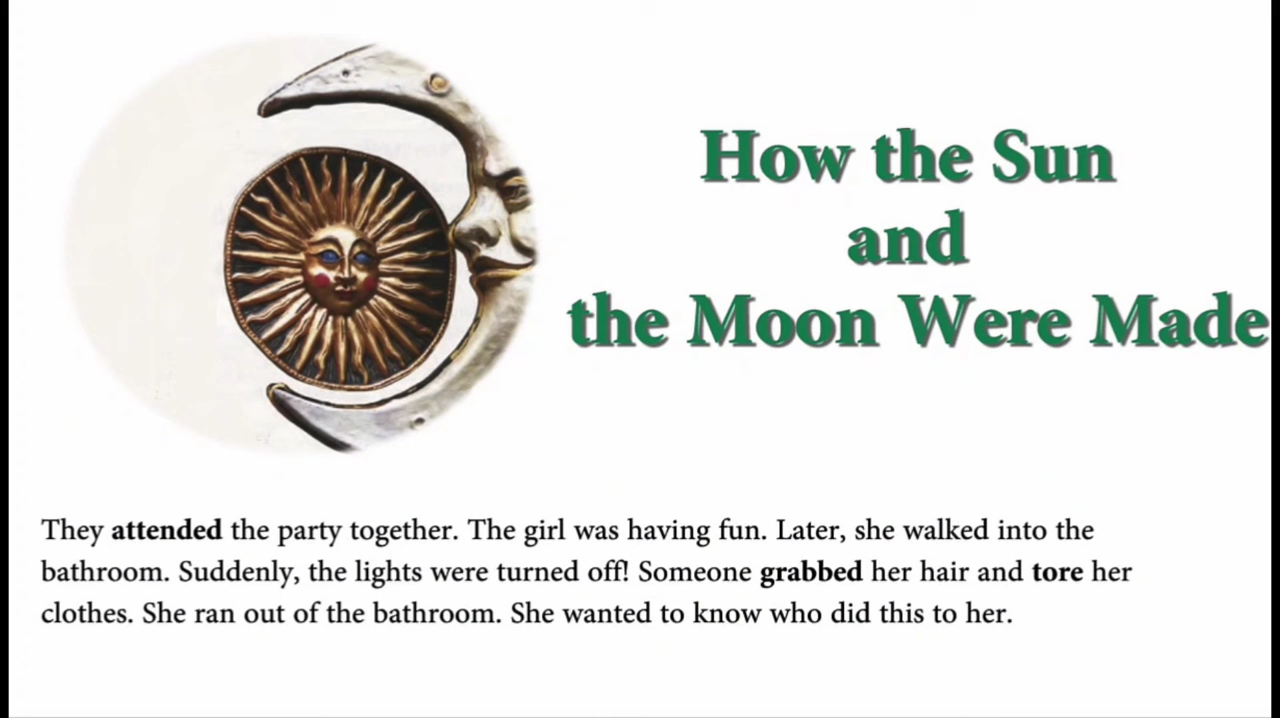 How the Sun
and
the Moon Were Made
They attended the party together. The girl was having fun. Later, she walked into the
bathroom. Suddenly, the lights were turned off! Someone grabbed her hair and tore her
clothes. She ran out of the bathroom. She wanted to know who did this to her.